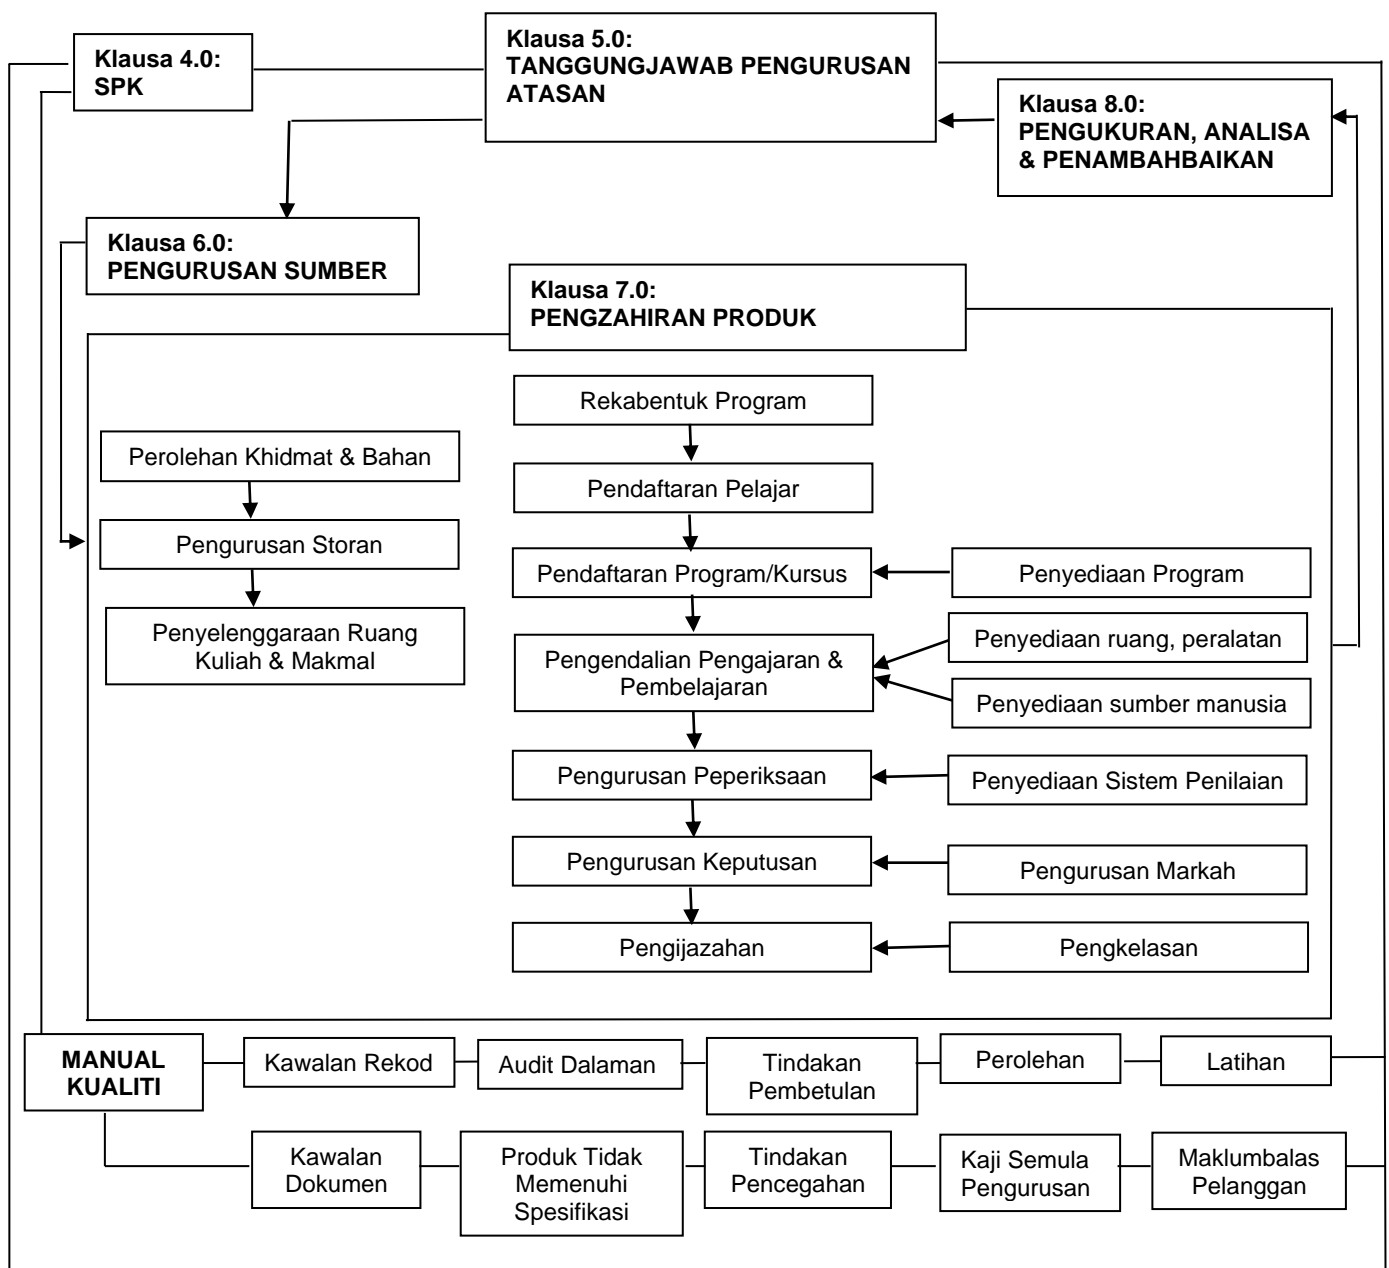 Klausa 4.0:
SPK
Klausa 5.0:
TANGGUNGJAWAB PENGURUSAN
ATASAN
Klausa 8.0:
PENGUKURAN, ANALISA
& PENAMBAHBAIKAN
Klausa 6.0:
PENGURUSAN SUMBER
Klausa 7.0:
PENGZAHIRAN PRODUK
Perolehan Khidmat & Bahan
Pengurusan Storan
Penyelenggaraan Ruang
Kuliah & Makmal
Rekabentuk Program
Pendaftaran Pelajar
Pendaftaran Program/Kursus
Pengendalian Pengajaran &
Pembelajaran
Pengurusan Peperiksaan
Pengurusan Keputusan
Pengijazahan
Penyediaan Program
Penyediaan ruang, peralatan
Penyediaan sumber manusia
Penyediaan Sistem Penilaian
Pengurusan Markah
Pengkelasan
MANUAL
KUALITI
Kawalan Rekod
Audit Dalaman
Tindakan
Pembetulan
Perolehan
Latihan
Kawalan
Dokumen
Produk Tidak
Memenuhi
Spesifikasi
Tindakan
Pencegahan
Kaji Semula
Pengurusan
Maklumbalas
Pelanggan